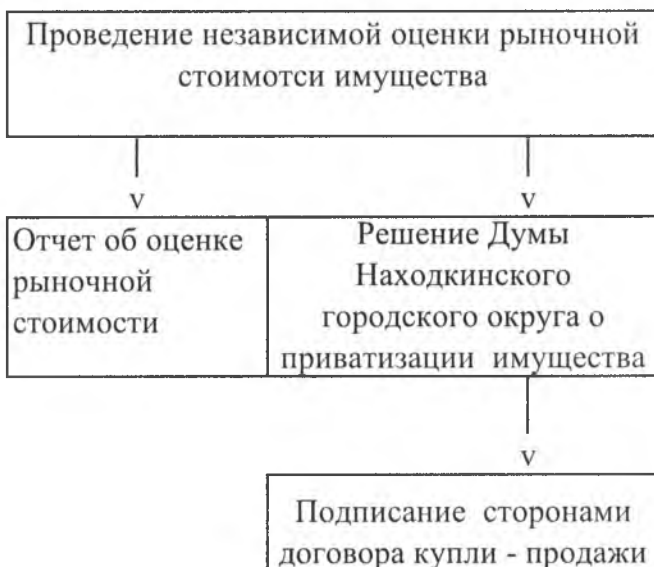 Проведение независимой оценки рыночной
стоимотси имущества
v v
Отчет об оценке
рыночной
стоимости
Решение Думы
Находкинского
городского округа о
приватизации имущества
v
Подписание сторонами
договора купли - продажи